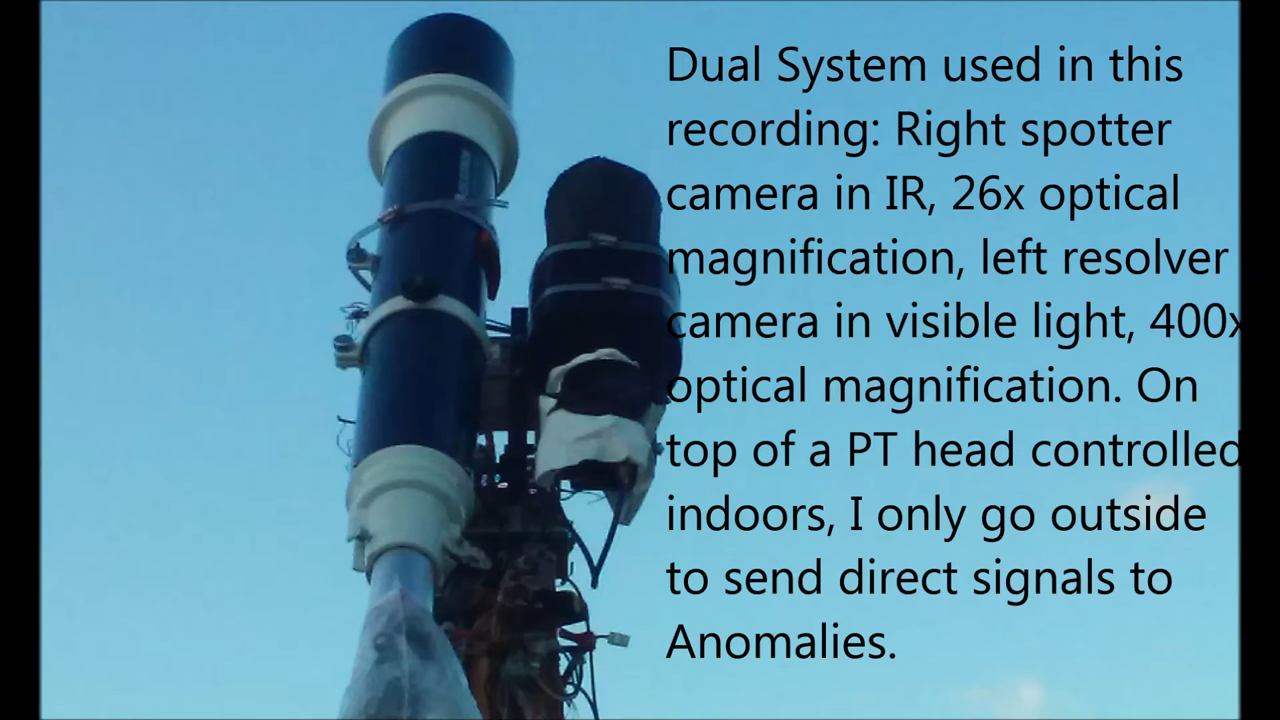 Dual System used in this
recording: Right spotter
camera in IR, 26x optical
magnification, left resolver
camera in visible light, 400x
optical magnification. On
top of a PT head controlled
indoors, I only go outside
to send direct signals to
Anomalies.